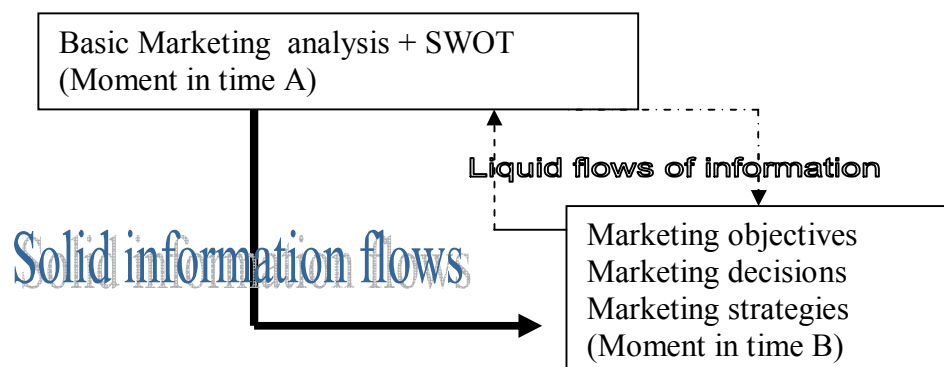 Basic Marketing analysis + SWOT
(Moment in time A)
Liquid flows of information
Solid information flows
Marketing objectives
Marketing decisions
Marketing strategies
(Moment in time B)